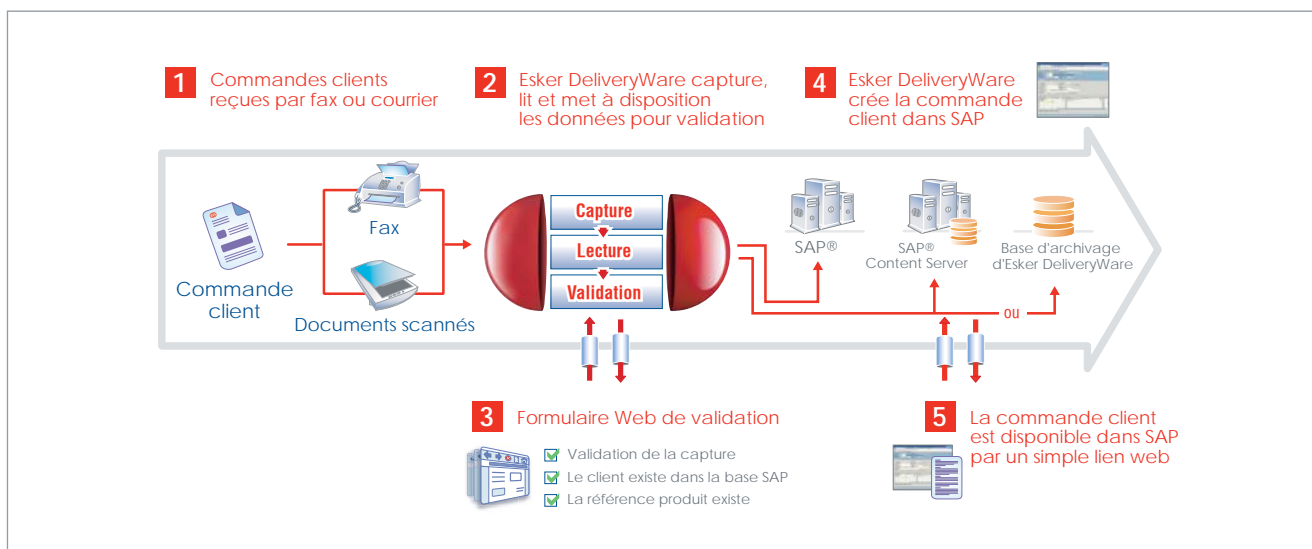 1 Commandes clients
reçues par fax ou courrier
2 Esker DeliveryWare capture,
lit et met à disposition
les données pour validation
4 Esker DeliveryWare
crée la commande
client dans SAP
Commande
client
Fax
Documents scannés
Capture
Lecture
Validation
SAP®
SAP®
Content Server
Base d'archivage
d'Esker DeliveryWare
ou
3 Formulaire Web de validation
Validation de la capture
Le client existe dans la base SAP
La référence produit existe
5 La commande client
est disponible dans SAP
par un simple lien web